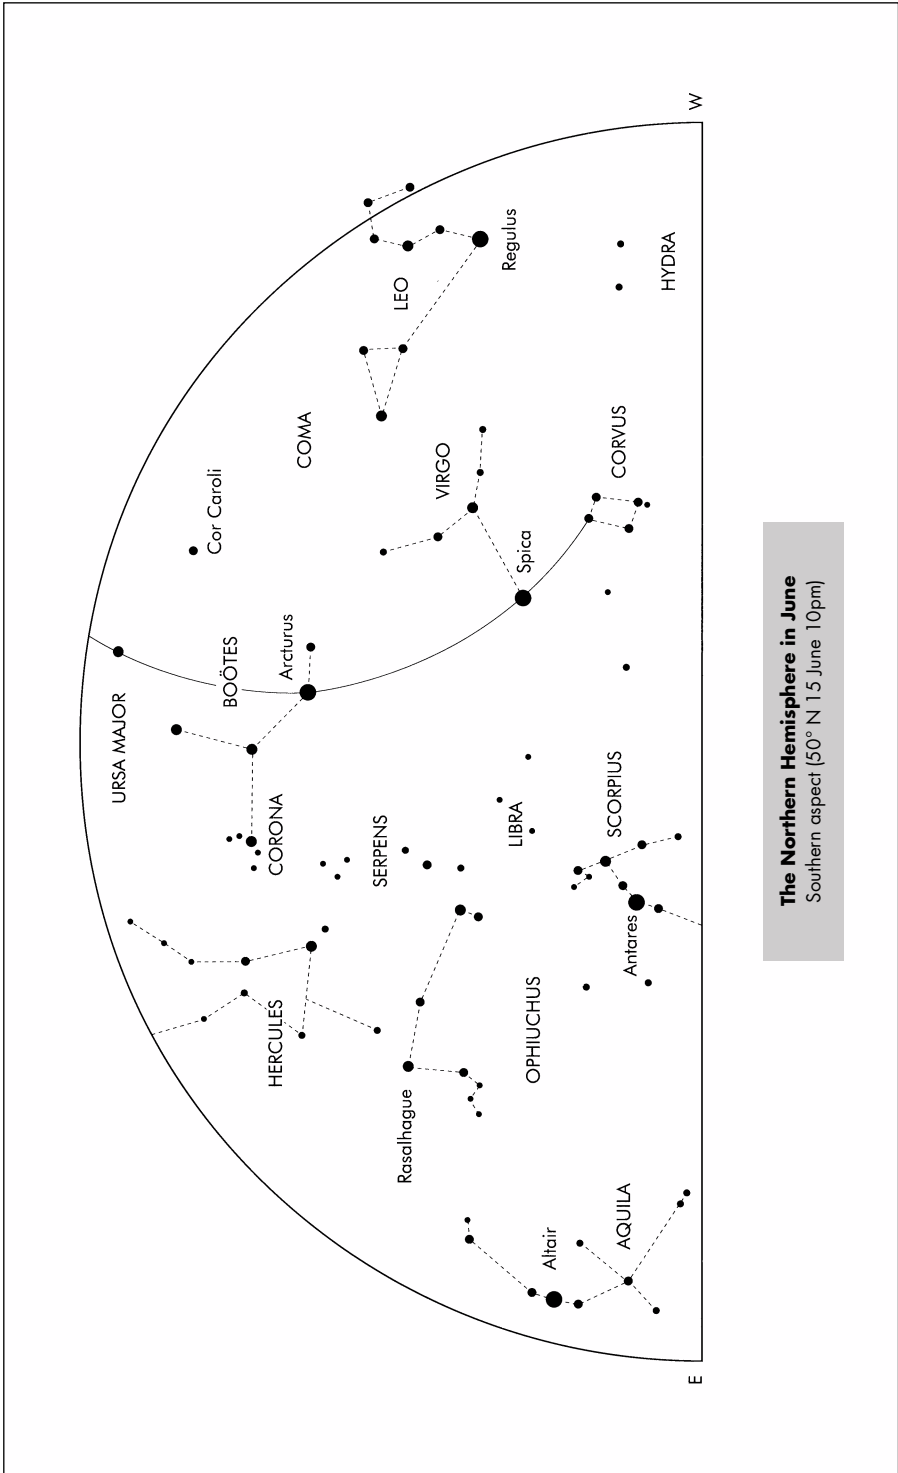 URSA MAJOR
Cor Caroli
BOÖTES
COMA
Arcturus
CORONA
HERCULES
LEO
Regulus
VIRGO
SERPENS
Spica
Rasalhague
LIBRA
OPHIUCHUS
CORVUS
HYDRA
SCORPIUS
Antares
Altair
AQUILA
E
W
The Northern Hemisphere in June
Southern aspect (50° N 15 June 10pm)